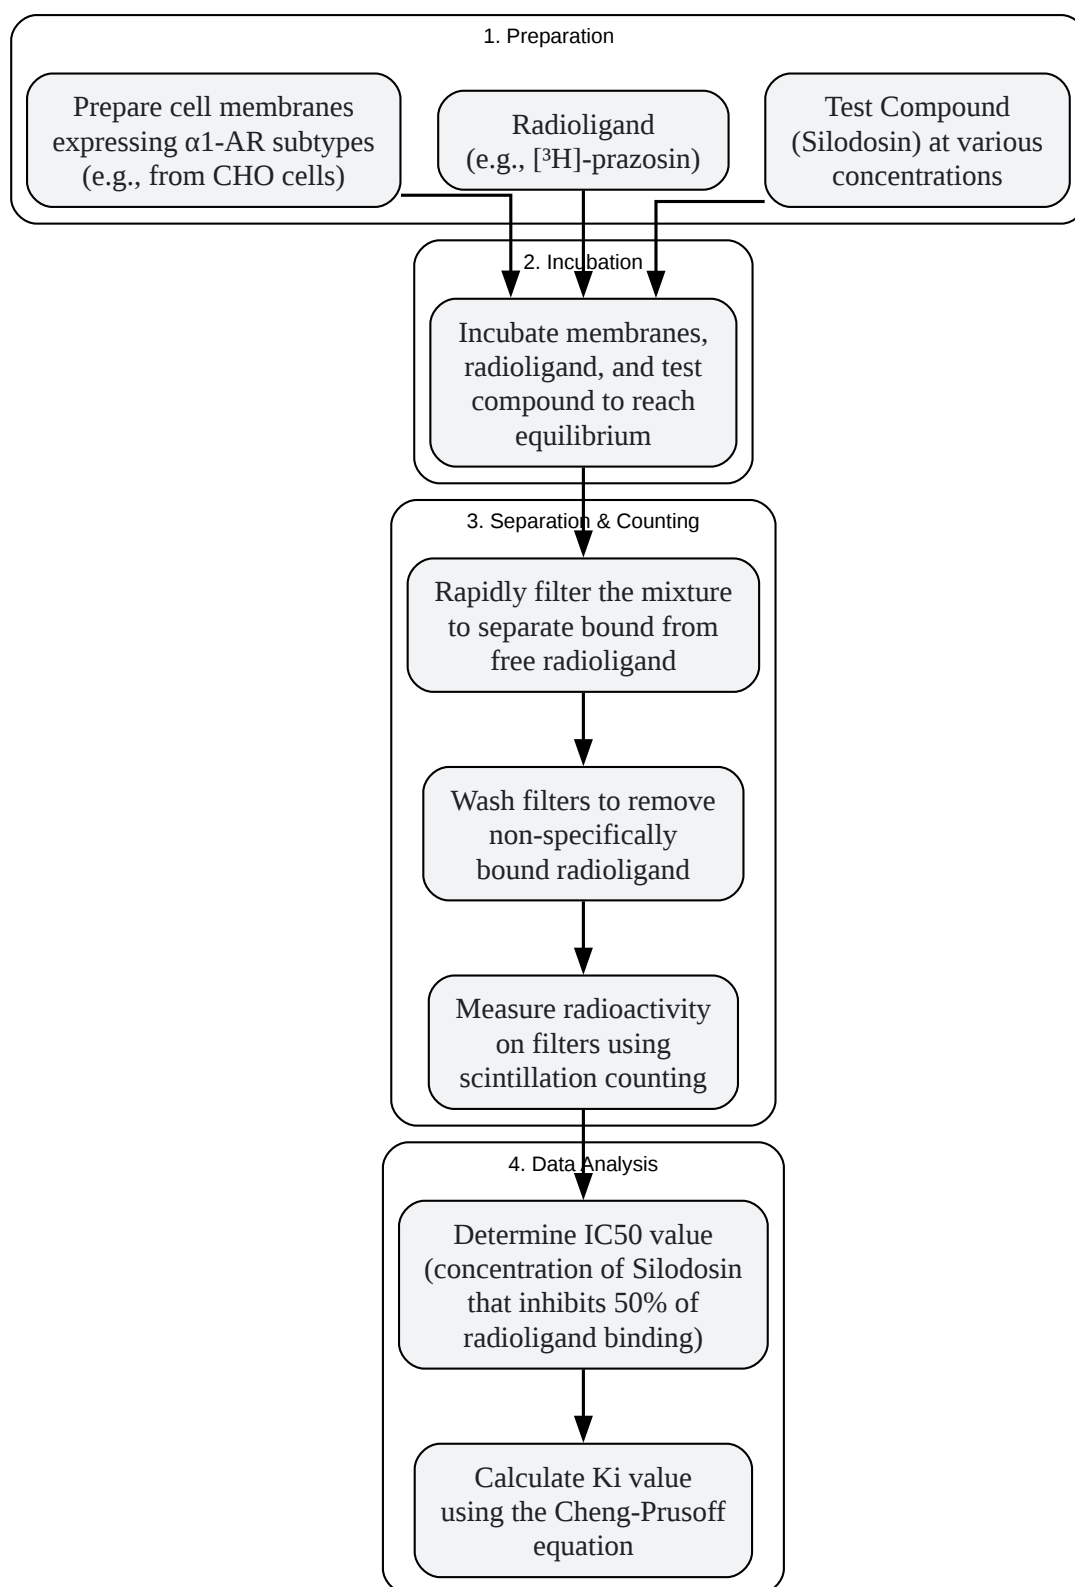 1. Preparation
Prepare cell membranes
expressing α1-AR subtypes
(e.g., from CHO cells)
Radioligand
(e.g., [³H]-prazosin)
Test Compound
(Silodosin) at various
concentrations
2. Incubation
Incubate membranes,
radioligand, and test
compound to reach
equilibrium
3. Separation & Counting
Rapidly filter the mixture
to separate bound from
free radioligand
Wash filters to remove
non-specifically
bound radioligand
Measure radioactivity
on filters using
scintillation counting
4. Data Analysis
Determine IC50 value
(concentration of Silodosin
that inhibits 50% of
radioligand binding)
Calculate Ki value
using the Cheng-Prusoff
equation